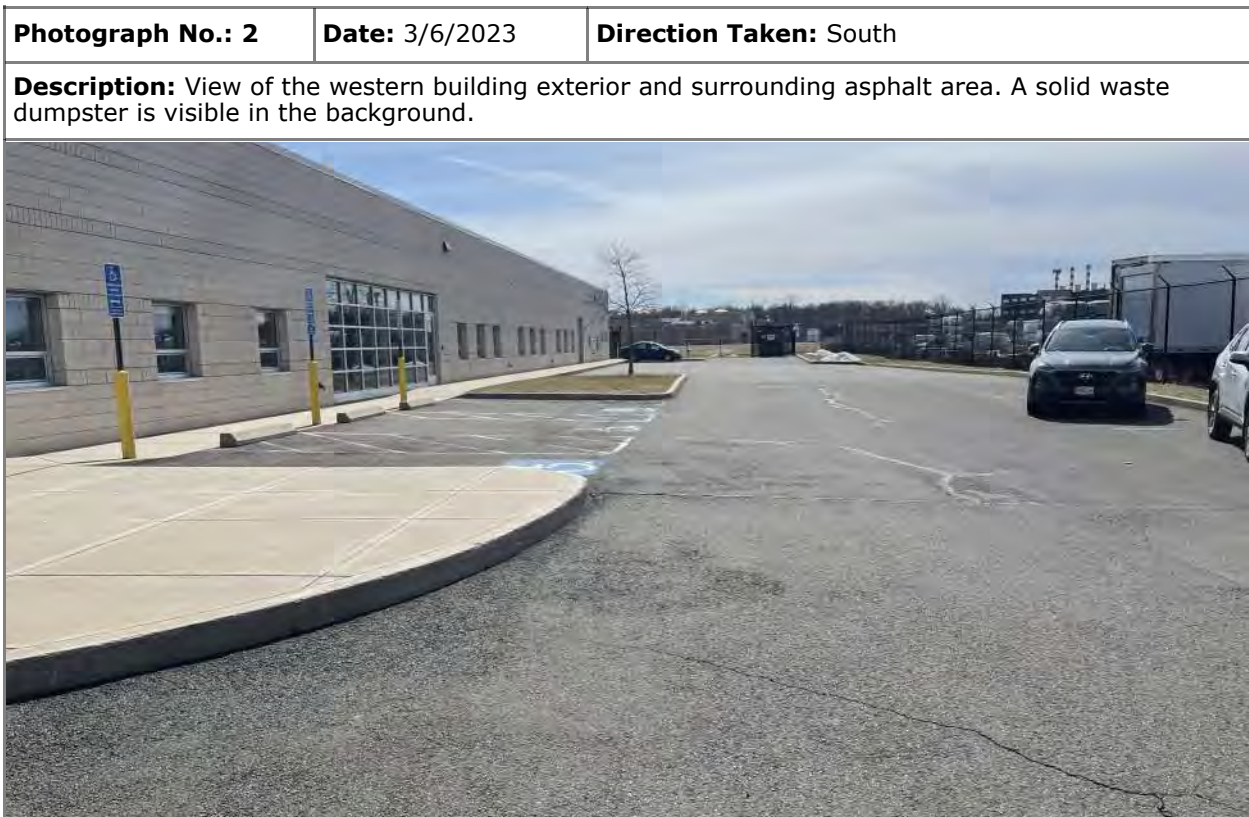 Photograph No.: 2 Date: 3/6/2023 Direction Taken: South
Description: View of the western building exterior and surrounding asphalt area. A solid waste
dumpster is visible in the background.